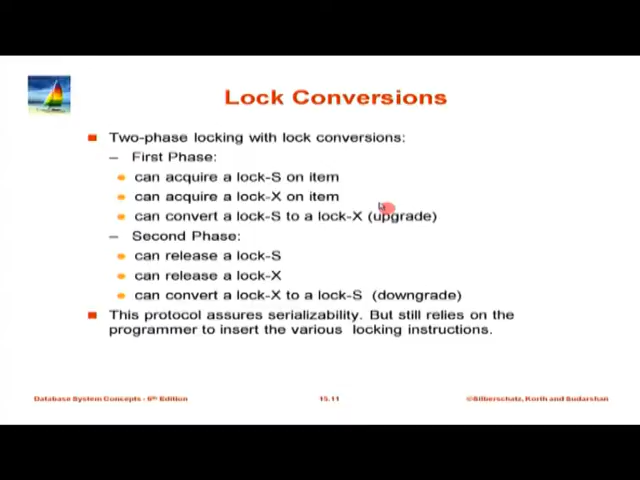 Lock Conversions
Two-phase locking with lock conversions:
– First Phase:
can acquire a lock-S on item
can acquire a lock-X on item
can convert a lock-S to a lock-X (upgrade)
– Second Phase:
can release a lock-S
can release a lock-X
can convert a lock-X to a lock-S (downgrade)
This protocol assures serializability. But still relies on the
programmer to insert the various locking instructions.
Database System Concepts - 6th Edition
15.11
©Silberschatz, Korth and Sudarshan